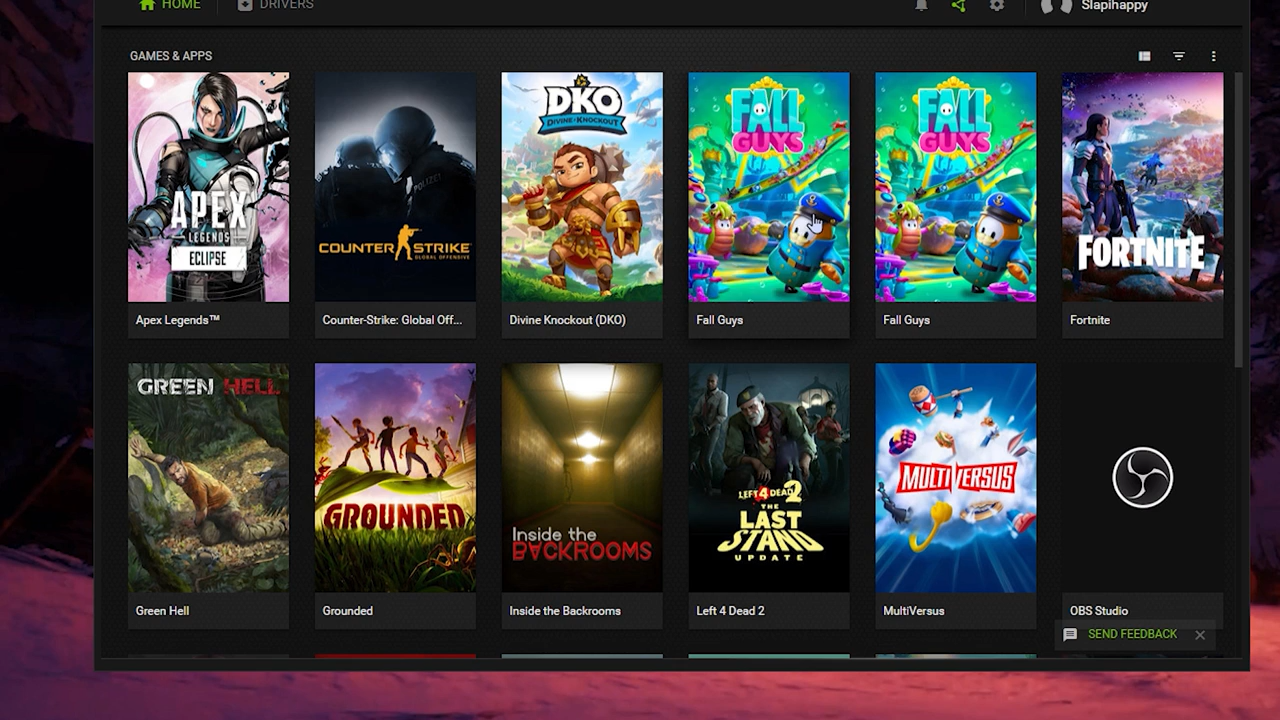 HOME
DRIVERS
Slapihappy
GAMES & APPS
APEX
LEGENDS
ECLIPSE
POLIZEI
COUNTER STRIKE
GLOBAL OFFENSIVE
DKO
DIVINE KNOCKOUT
FALL
GUYS
FALL
GUYS
FORTNITE
Apex Legends™
Counter-Strike: Global Off...
Divine Knockout (DKO)
Fall Guys
Fall Guys
Fortnite
GREEN HELL
GROUNDED
Inside the
BACKROOMS
LEFT 4 DEAD 2
THE
LAST
STAND
UPDATE
MULTIVERSUS
Green Hell
Grounded
Inside the Backrooms
Left 4 Dead 2
MultiVersus
OBS Studio
SEND FEEDBACK